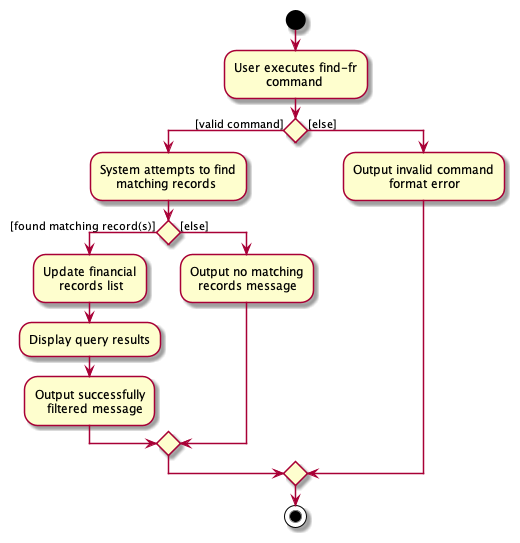 User executes find-fr
command
[valid command]
[else]
System attempts to find
matching records
Output invalid command
format error
[found matching record(s)]
[else]
Update financial
records list
Output no matching
records message
Display query results
Output successfully
filtered message